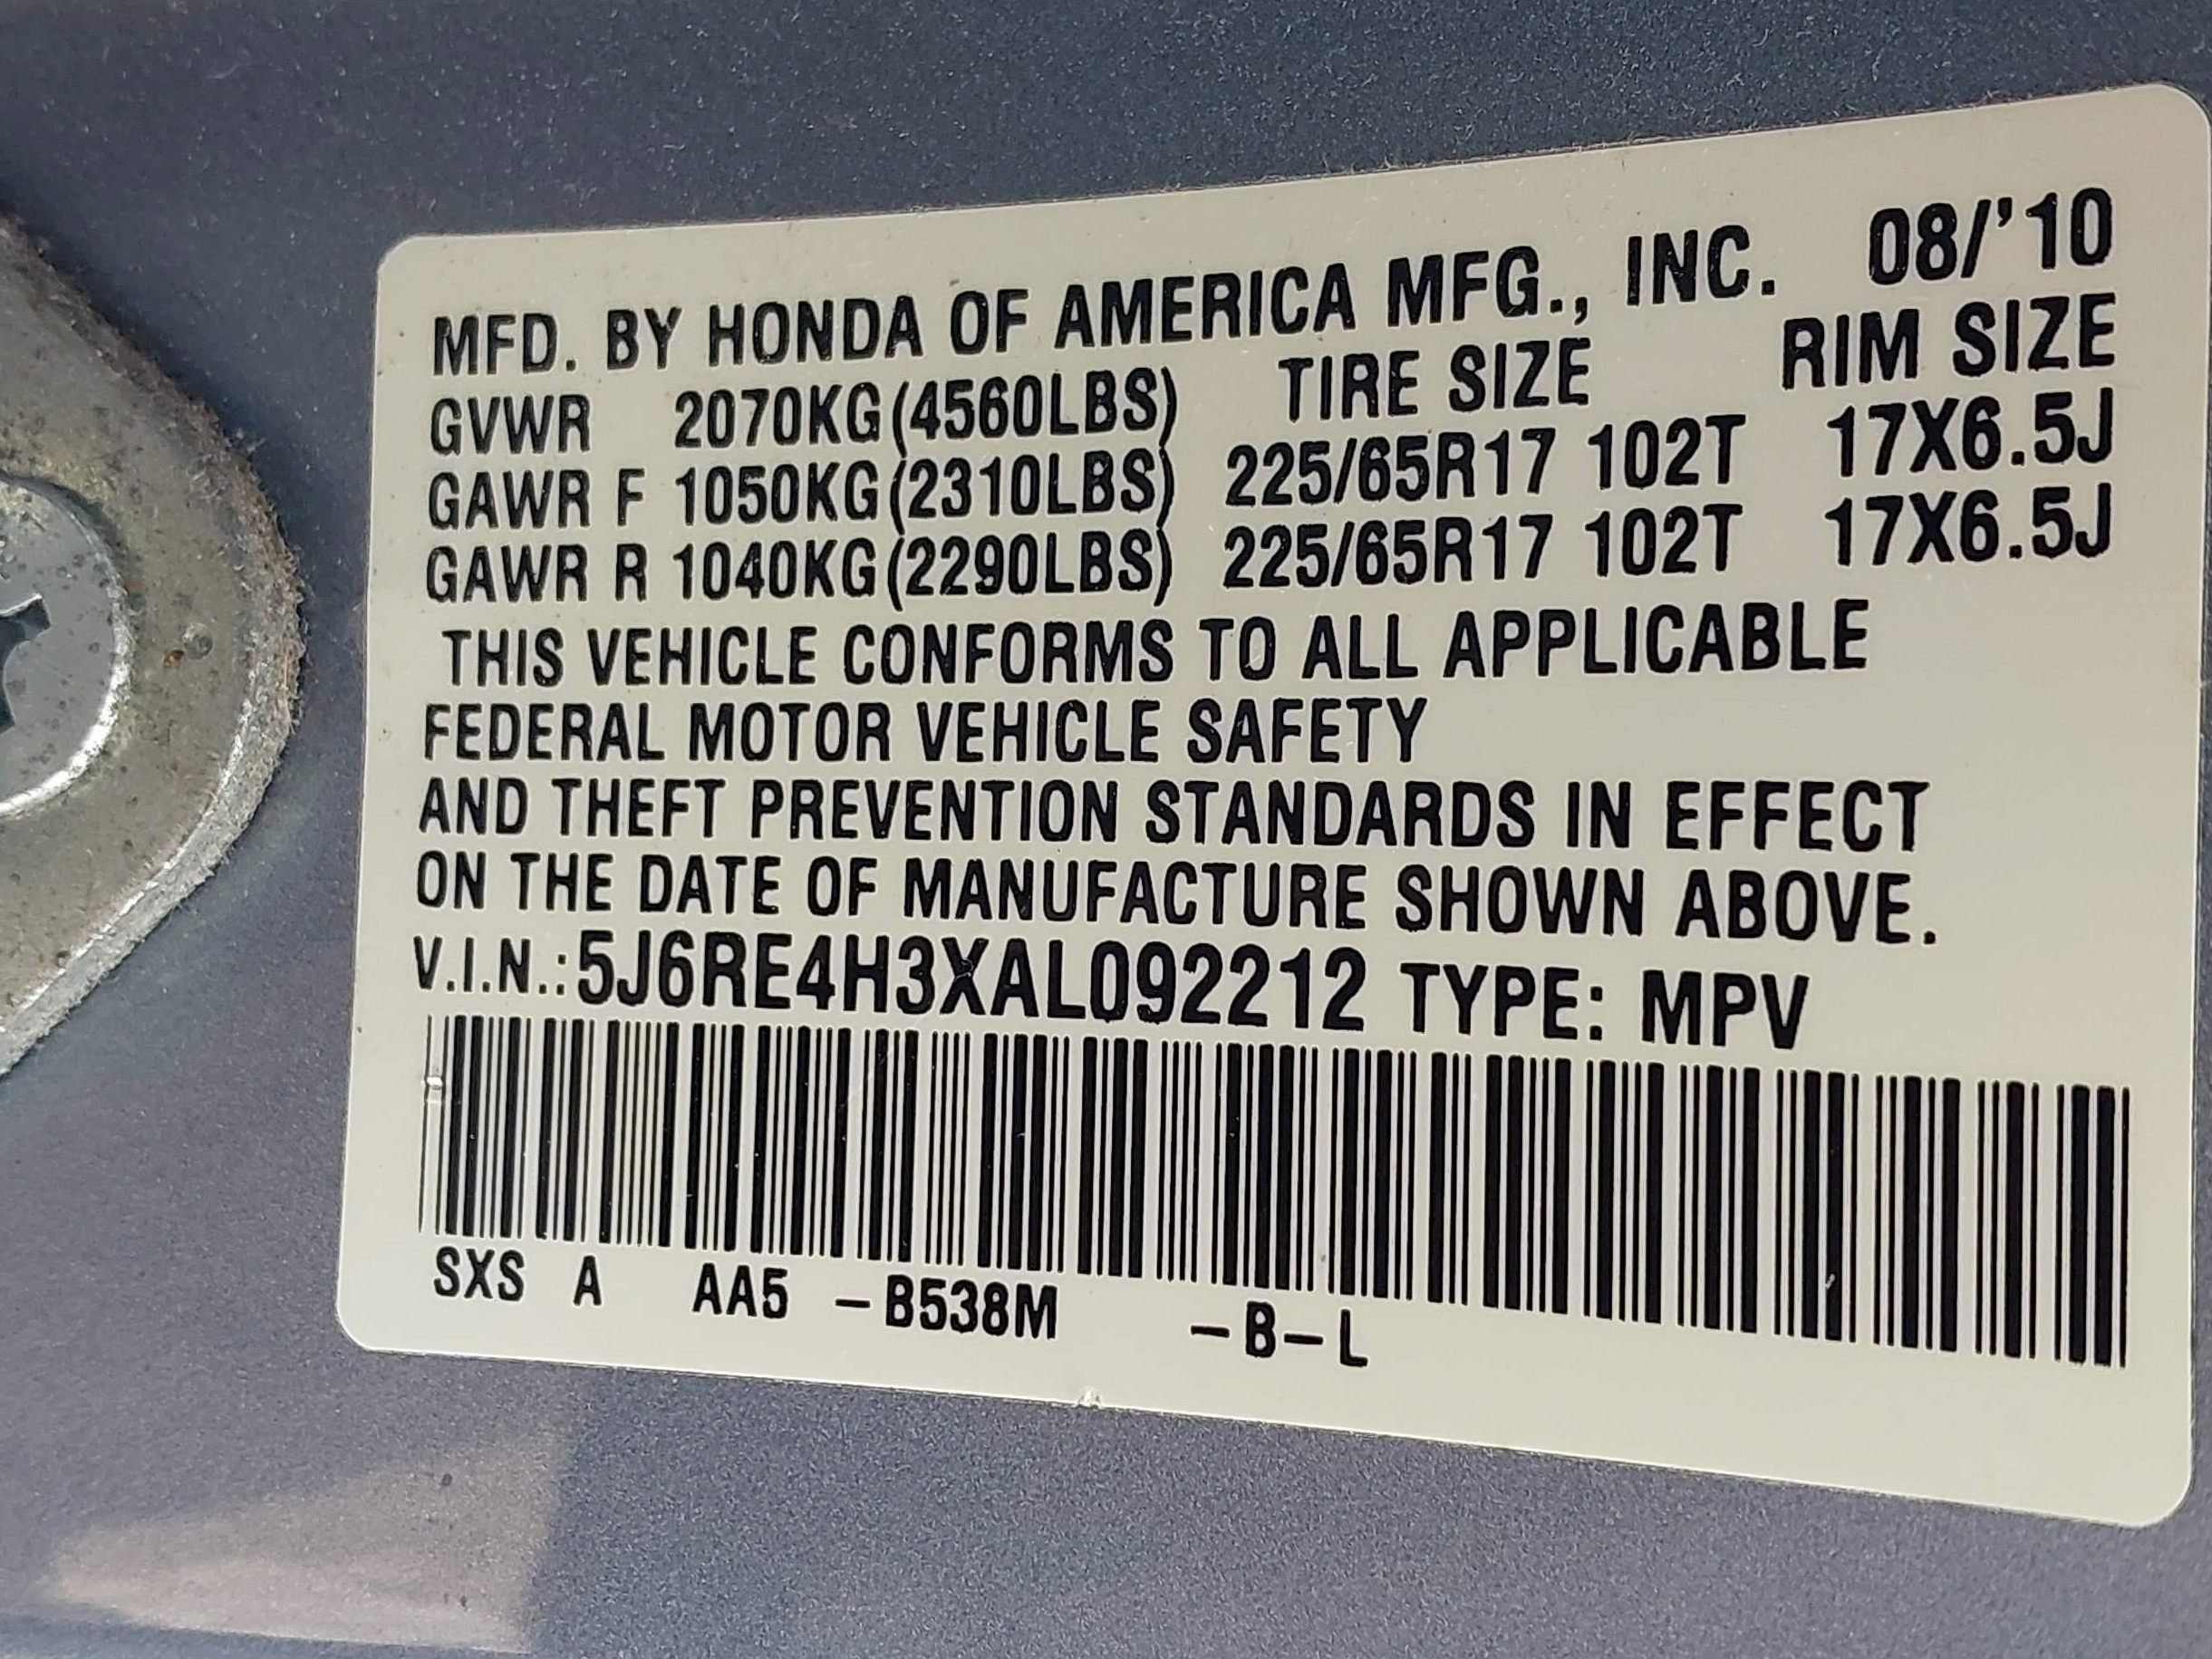 MFD. BY HONDA OF AMERICA MFG., INC. 08/'10
GVWR 2070KG(4560LBS) TIRE SIZE RIM SIZE
GAWR F 1050KG(2310LBS) 225/65R17 102T 17X6.5J
GAWR R 1040KG(2290LBS) 225/65R17 102T 17X6.5J
THIS VEHICLE CONFORMS TO ALL APPLICABLE
FEDERAL MOTOR VEHICLE SAFETY
AND THEFT PREVENTION STANDARDS IN EFFECT
ON THE DATE OF MANUFACTURE SHOWN ABOVE.
V.I.N.:5J6RE4H3XAL092212 TYPE: MPV
SXS A AA5 -B538M -B-L